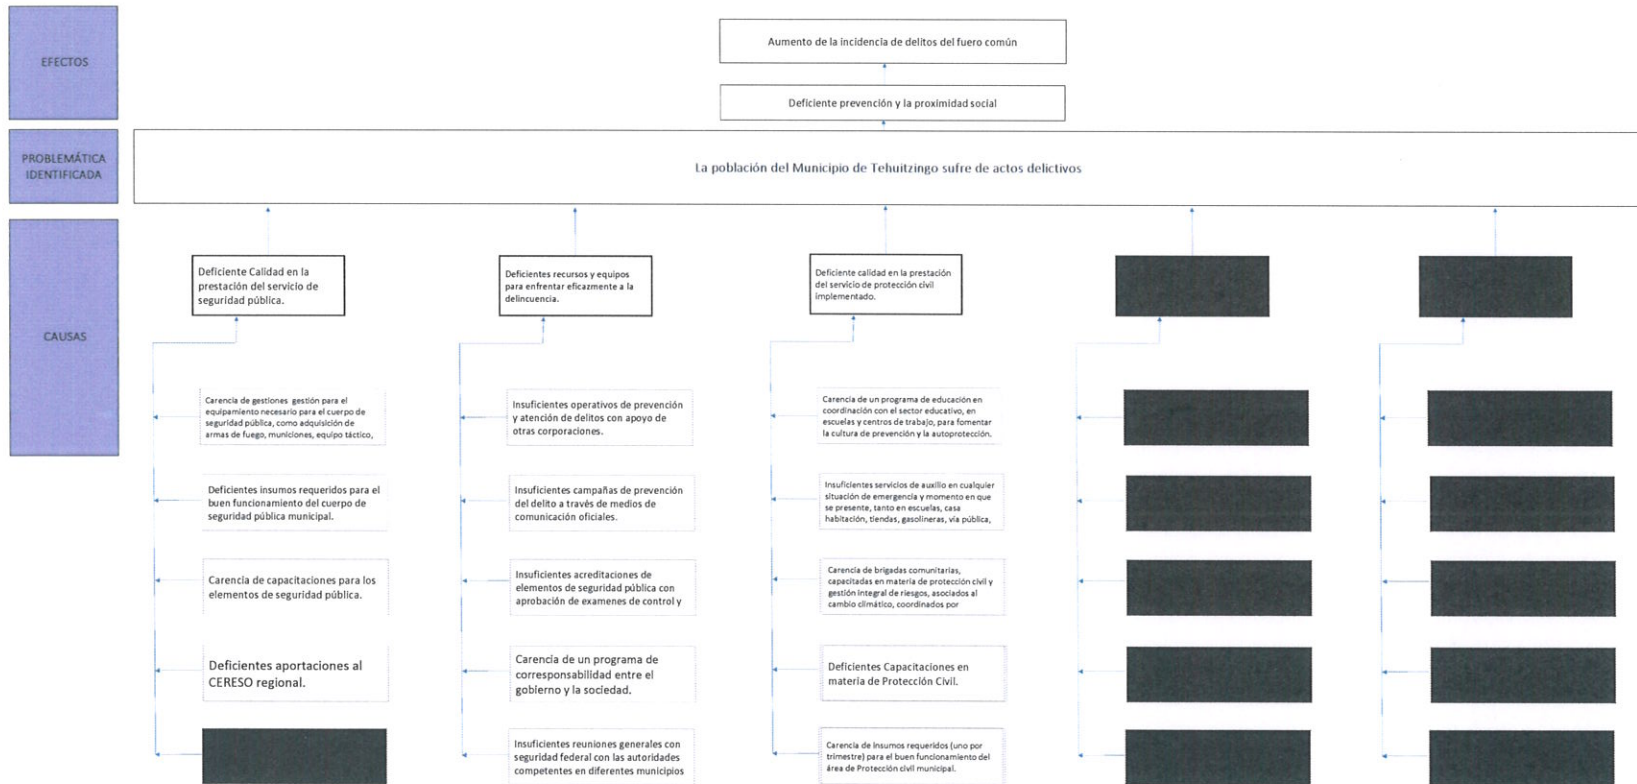 EFECTOS
Aumento de la incidencia de delitos del fuero común
Deficiente prevención y la proximidad social
PROBLEMÁTICA
IDENTIFICADA
La población del Municipio de Tehuitzingo sufre de actos delictivos
CAUSAS
Deficiente Calidad en la
prestación del servicio de
seguridad pública.
Carencia de gestiones gestión para el
equipamiento necesario para el cuerpo de
seguridad pública, como adquisición de
armas de fuego, municiones, equipo táctico,
Deficientes insumos requeridos para el
buen funcionamiento del cuerpo de
seguridad pública municipal.
Carencia de capacitaciones para los
elementos de seguridad pública.
Deficientes aportaciones al
CERESO regional.
Deficientes recursos y equipos
para enfrentar eficazmente a la
delincuencia.
Insuficientes operativos de prevención
y atención de delitos con apoyo de
otras corporaciones.
Insuficientes campañas de prevención
del delito a través de medios de
comunicación oficiales.
Insuficientes acreditaciones de
elementos de seguridad pública con
aprobación de examenes de control y
Carencia de un programa de
corresponsabilidad entre el
gobierno y la sociedad.
Insuficientes reuniones generales con
seguridad federal con las autoridades
competentes en diferentes municipios
Deficiente calidad en la prestación
del servicio de protección civil
implementado.
Carencia de un programa de educación en
coordinación con el sector educativo, en
escuelas y centros de trabajo, para fomentar
la cultura de prevención y la autoprotección.
Insuficientes servicios de auxilio en cualquier
situación de emergencia y momento en que
se presente, tanto en escuelas, casa
habitación, tiendas, gasolineras, vía pública,
Carencia de brigadas comunitarias,
capacitadas en materia de protección civil y
gestión integral de riesgos, asociados al
cambio climático, coordinados por
Deficientes Capacitaciones en
materia de Protección Civil.
Carencia de Insumos requeridos (uno por
trimestre) para el buen funcionamiento del
área de Protección civil municipal.